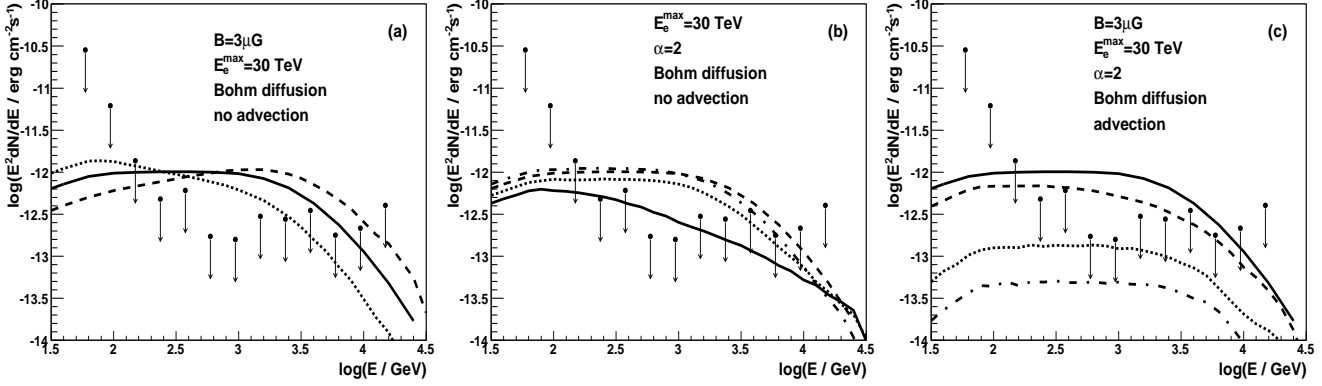 log(E²dN/dE / erg cm⁻²s⁻¹)
-10
-10.5
-11
-11.5
-12
-12.5
-13
-13.5
-14
(a)
B=3μG
E_e^max=30 TeV
Bohm diffusion
no advection
1.5 2 2.5 3 3.5 4 4.5
log(E / GeV)
log(E²dN/dE / erg cm⁻²s⁻¹)
-10
-10.5
-11
-11.5
-12
-12.5
-13
-13.5
-14
E_e^max=30 TeV
(b)
α=2
Bohm diffusion
no advection
1.5 2 2.5 3 3.5 4 4.5
log(E / GeV)
log(E²dN/dE / erg cm⁻²s⁻¹)
-10
-10.5
-11
-11.5
-12
-12.5
-13
-13.5
-14
B=3μG
(c)
E_e^max=30 TeV
α=2
Bohm diffusion
advection
1.5 2 2.5 3 3.5 4 4.5
log(E / GeV)